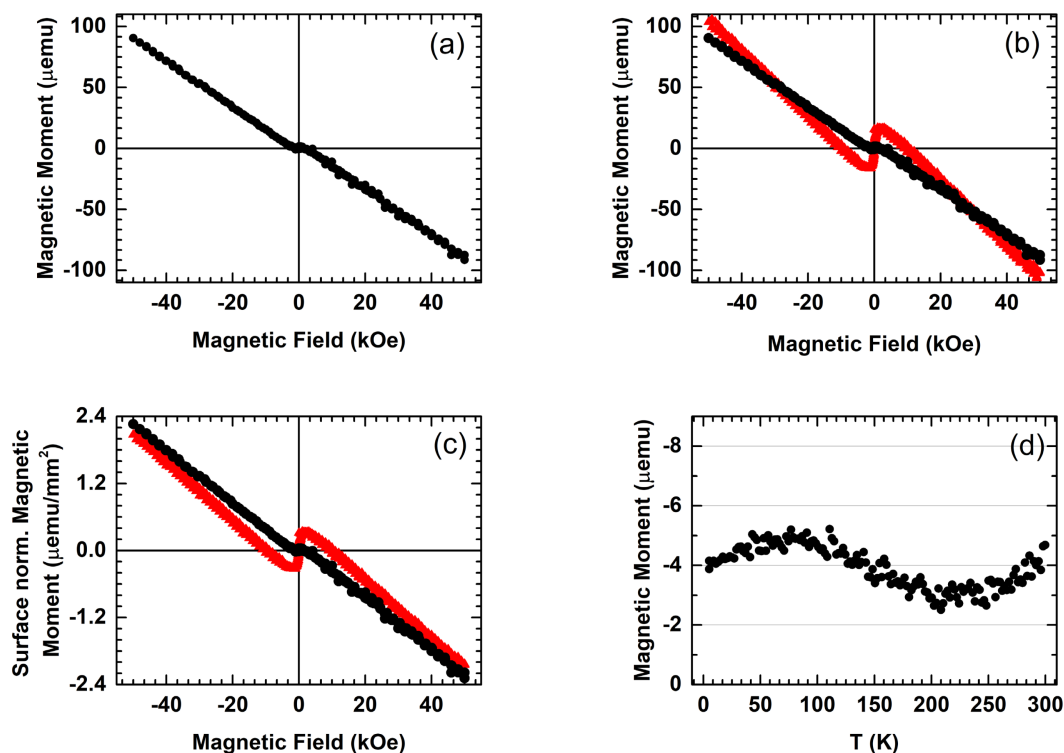 (a)
Magnetic Moment (μemu)
100
50
0
-50
-100
-40 -20 0 20 40
Magnetic Field (kOe)
(b)
Magnetic Moment (μemu)
100
50
0
-50
-100
-40 -20 0 20 40
Magnetic Field (kOe)
(c)
Surface norm. Magnetic
Moment (μemu/mm²)
2.4
1.2
0.0
-1.2
-2.4
-40 -20 0 20 40
Magnetic Field (kOe)
(d)
Magnetic Moment (μemu)
-8
-6
-4
-2
0
0 50 100 150 200 250 300
T (K)